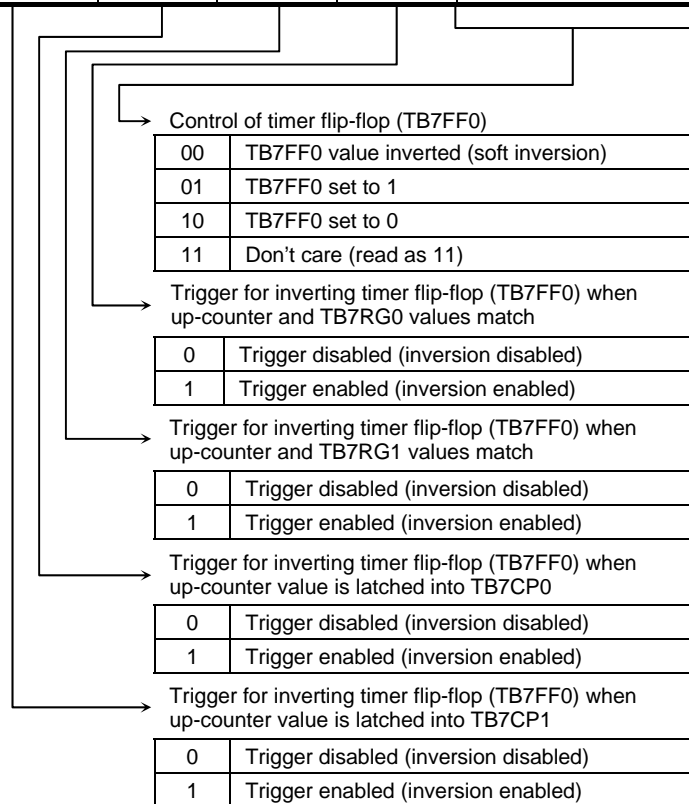 Control of timer flip-flop (TB7FF0)
00 TB7FF0 value inverted (soft inversion)
01 TB7FF0 set to 1
10 TB7FF0 set to 0
11 Don't care (read as 11)
Trigger for inverting timer flip-flop (TB7FF0) when
up-counter and TB7RG0 values match
0 Trigger disabled (inversion disabled)
1 Trigger enabled (inversion enabled)
Trigger for inverting timer flip-flop (TB7FF0) when
up-counter and TB7RG1 values match
0 Trigger disabled (inversion disabled)
1 Trigger enabled (inversion enabled)
Trigger for inverting timer flip-flop (TB7FF0) when
up-counter value is latched into TB7CP0
0 Trigger disabled (inversion disabled)
1 Trigger enabled (inversion enabled)
Trigger for inverting timer flip-flop (TB7FF0) when
up-counter value is latched into TB7CP1
0 Trigger disabled (inversion disabled)
1 Trigger enabled (inversion enabled)